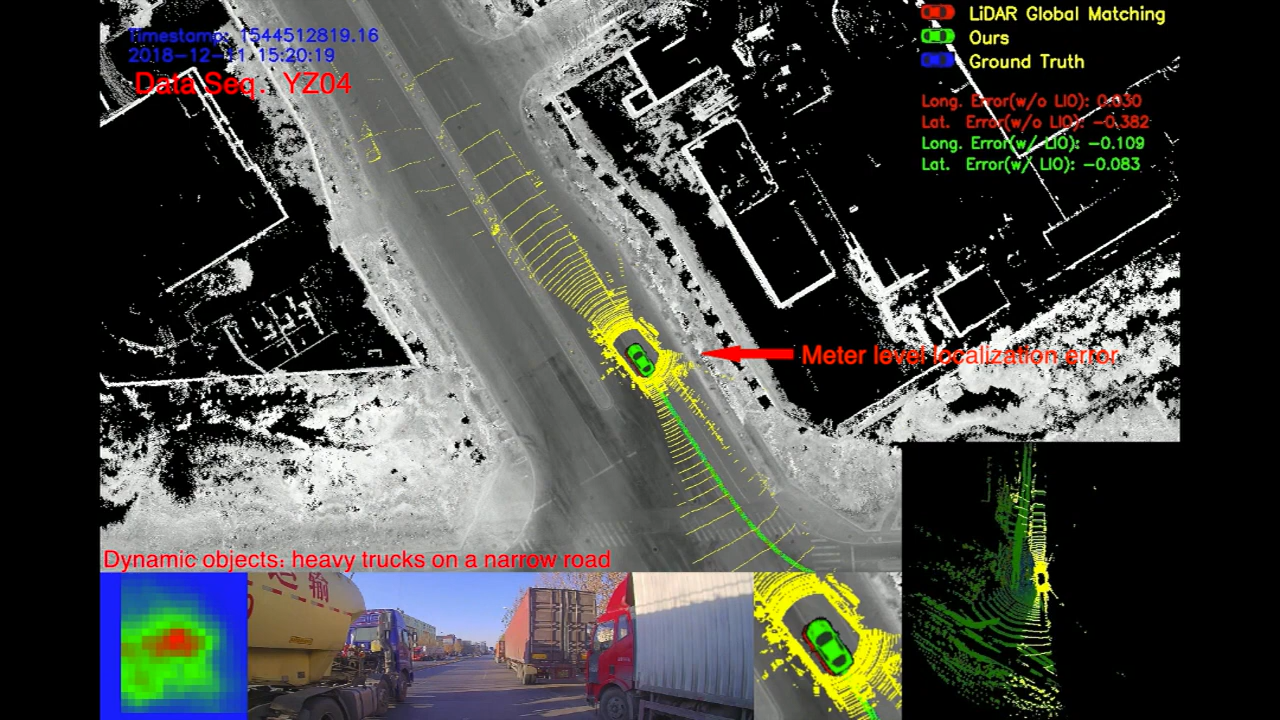 Timestamp: 1544512819.16
2018-12-11 15:20:19
Data Seq. YZ04
LiDAR Global Matching
Ours
Ground Truth
Long. Error(w/o LIO): 0.030
Lat. Error(w/o LIO): -0.382
Long. Error(w/ LIO): -0.109
Lat. Error(w/ LIO): -0.083
Meter level localization error
Dynamic objects: heavy trucks on a narrow road
输